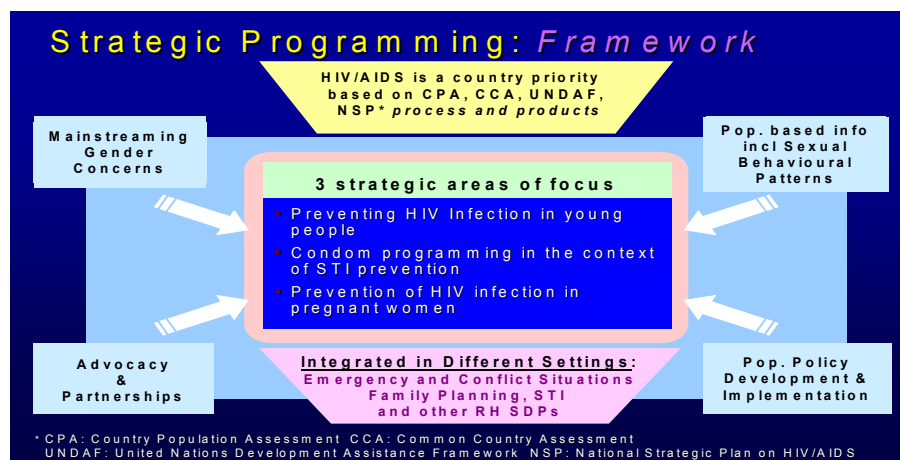 Strategic Programming: Framework
HIV/AIDS is a country priority
based on CPA, CCA, UNDAF,
NSP* process and products
Mainstreaming
Gender
Concerns
Pop. based info
incl Sexual
Behavioural
Patterns
3 strategic areas of focus
Preventing HIV Infection in young
people
Condom programming in the context
of STI prevention
Prevention of HIV infection in
pregnant women
Advocacy
&
Partnerships
Integrated in Different Settings:
Emergency and Conflict Situations
Family Planning, STI
and other RH SDPs
Pop. Policy
Development &
Implementation
* CPA: Country Population Assessment CCA: Common Country Assessment
UNDAF: United Nations Development Assistance Framework NSP: National Strategic Plan on HIV/AIDS